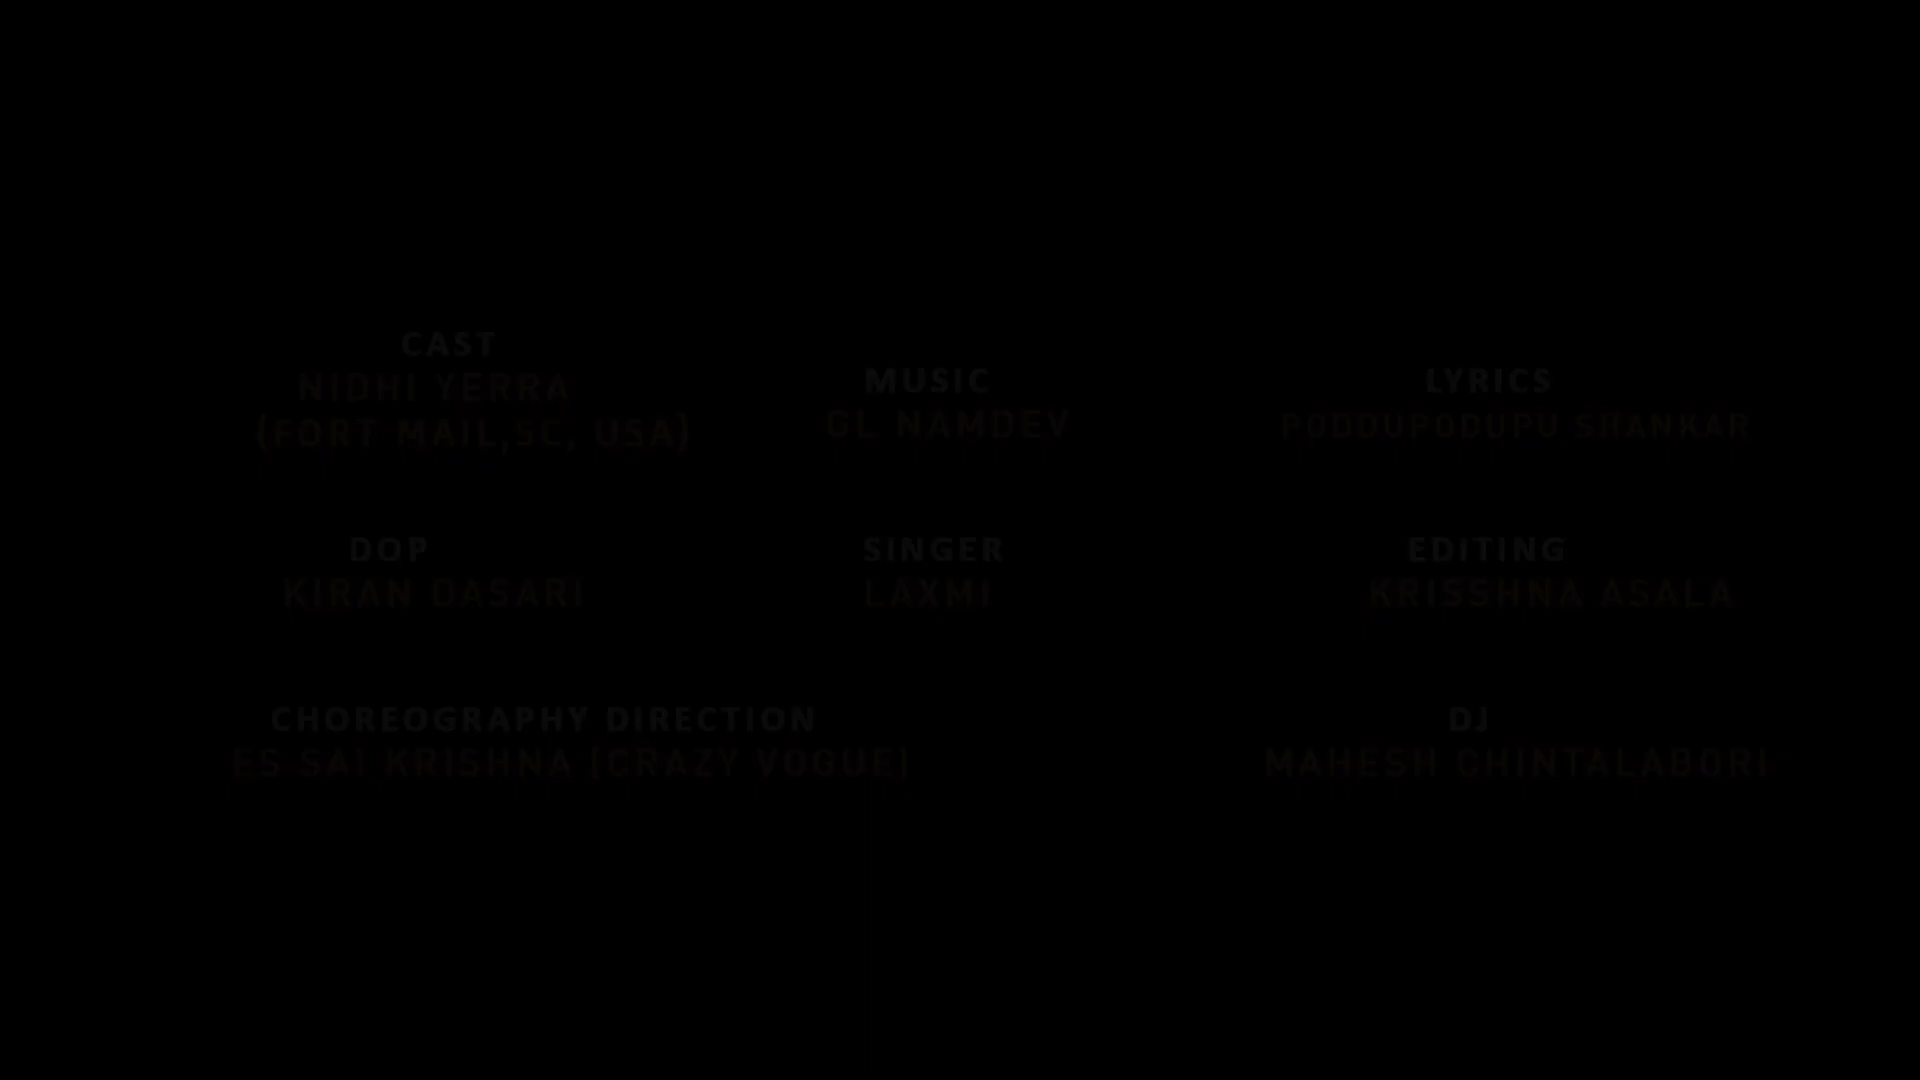 CAST
NIDHI YERRA
(FORT MAIL,SC, USA)
MUSIC
GL NAMDEV
LYRICS
PODDUPODUPU SHANKAR
DOP
KIRAN DASARI
SINGER
LAXMI
EDITING
KRISSHNA ASALA
CHOREOGRAPHY DIRECTION
ES SAI KRISHNA (CRAZY VOGUE)
DJ
MAHESH CHINTALABORI